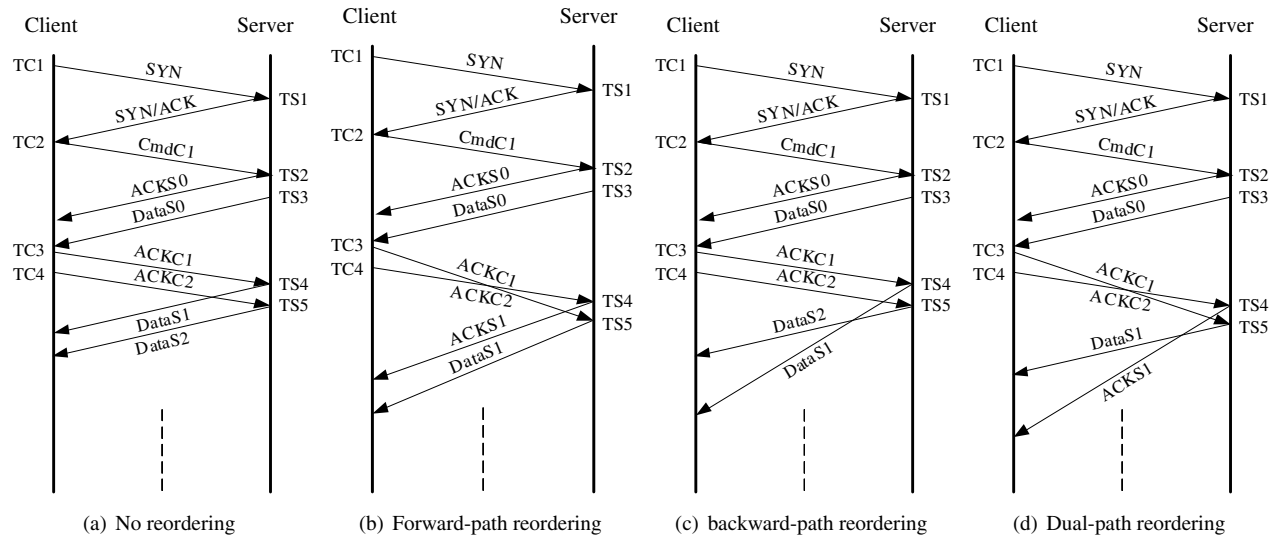 Client Server
TC1
SYN
TS1
SYN/ACK
TC2
CmdC1
TS2
ACKS0
TS3
DataS0
TC3
ACKC1
TC4
ACKC2
TS4
TS5
DataS1
DataS2
(a) No reordering
Client Server
TC1
SYN
TS1
SYN/ACK
TC2
CmdC1
TS2
ACKS0
TS3
DataS0
TC3
ACKC1
TC4
ACKC2
TS4
TS5
ACKS1
DataS1
(b) Forward-path reordering
Client Server
TC1
SYN
TS1
SYN/ACK
TC2
CmdC1
TS2
ACKS0
TS3
DataS0
TC3
ACKC1
TC4
ACKC2
TS4
TS5
DataS2
DataS1
(c) backward-path reordering
Client Server
TC1
SYN
TS1
SYN/ACK
TC2
CmdC1
TS2
ACKS0
TS3
DataS0
TC3
ACKC1
TC4
ACKC2
TS4
TS5
DataS1
ACKS1
(d) Dual-path reordering